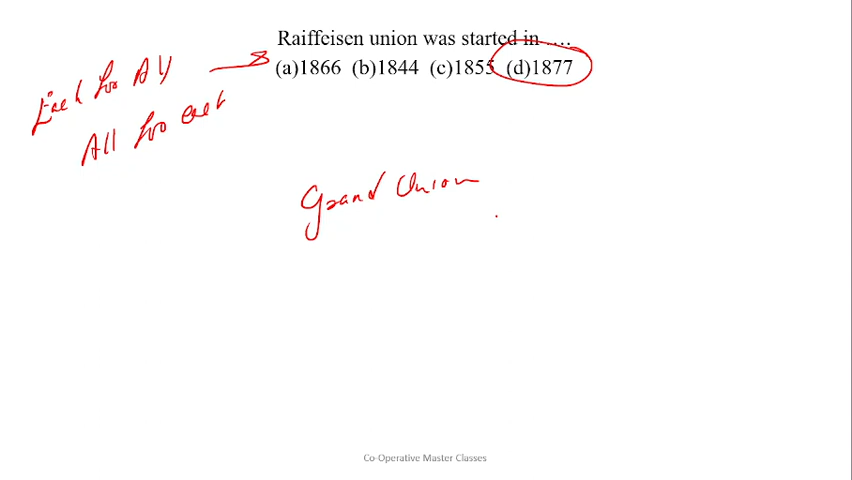 Raiffeisen union was started in .....
(a)1866 (b)1844 (c)1855 (d)1877
Each for All
All for each
Grand Union
Co-Operative Master Classes